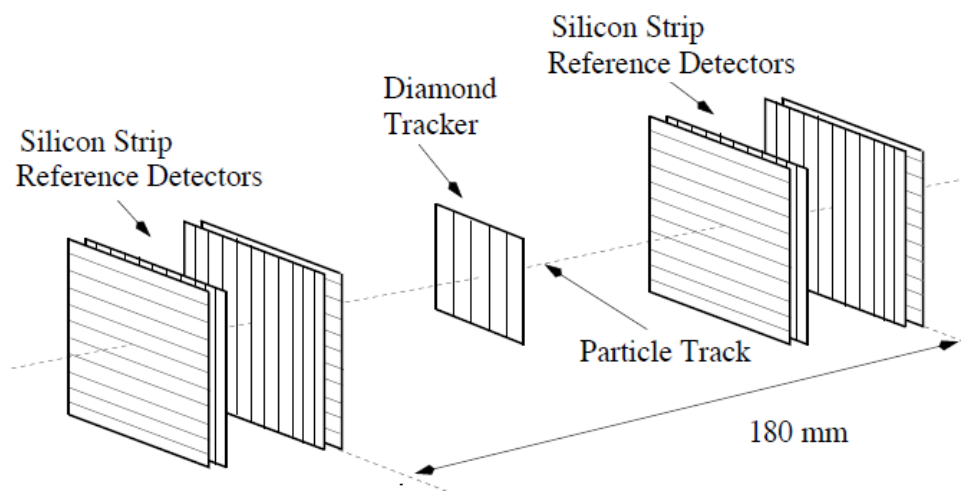 Silicon Strip
Reference Detectors
Diamond
Tracker
Silicon Strip
Reference Detectors
Particle Track
180 mm